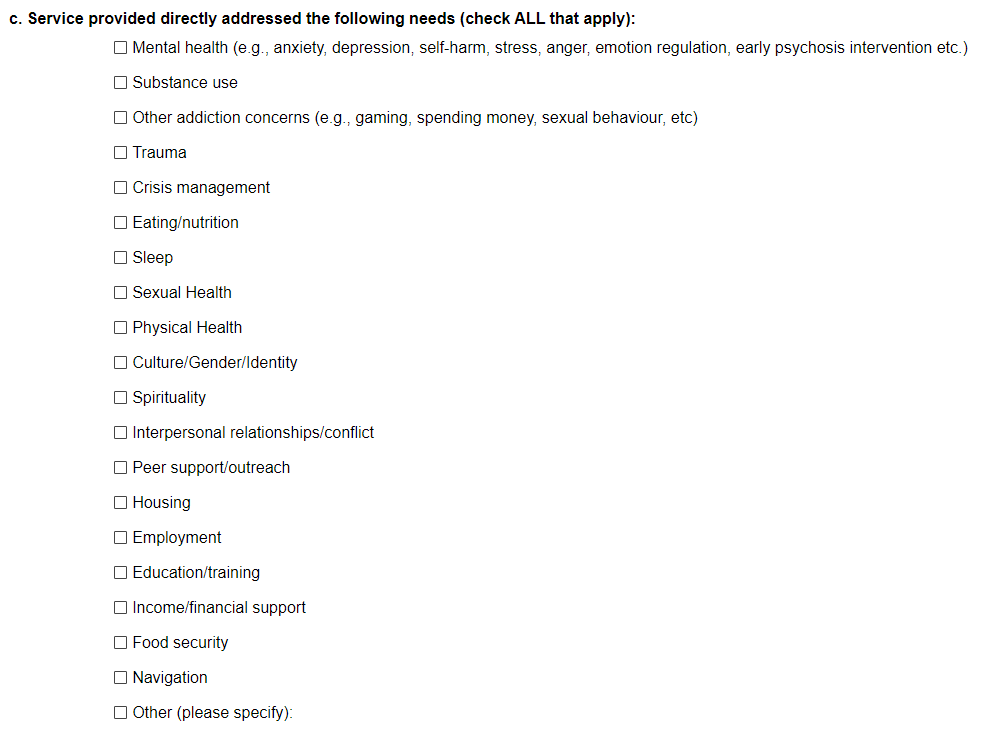 c. Service provided directly addressed the following needs (check ALL that apply):
Mental health (e.g., anxiety, depression, self-harm, stress, anger, emotion regulation, early psychosis intervention etc.)
Substance use
Other addiction concerns (e.g., gaming, spending money, sexual behaviour, etc)
Trauma
Crisis management
Eating/nutrition
Sleep
Sexual Health
Physical Health
Culture/Gender/Identity
Spirituality
Interpersonal relationships/conflict
Peer support/outreach
Housing
Employment
Education/training
Income/financial support
Food security
Navigation
Other (please specify):